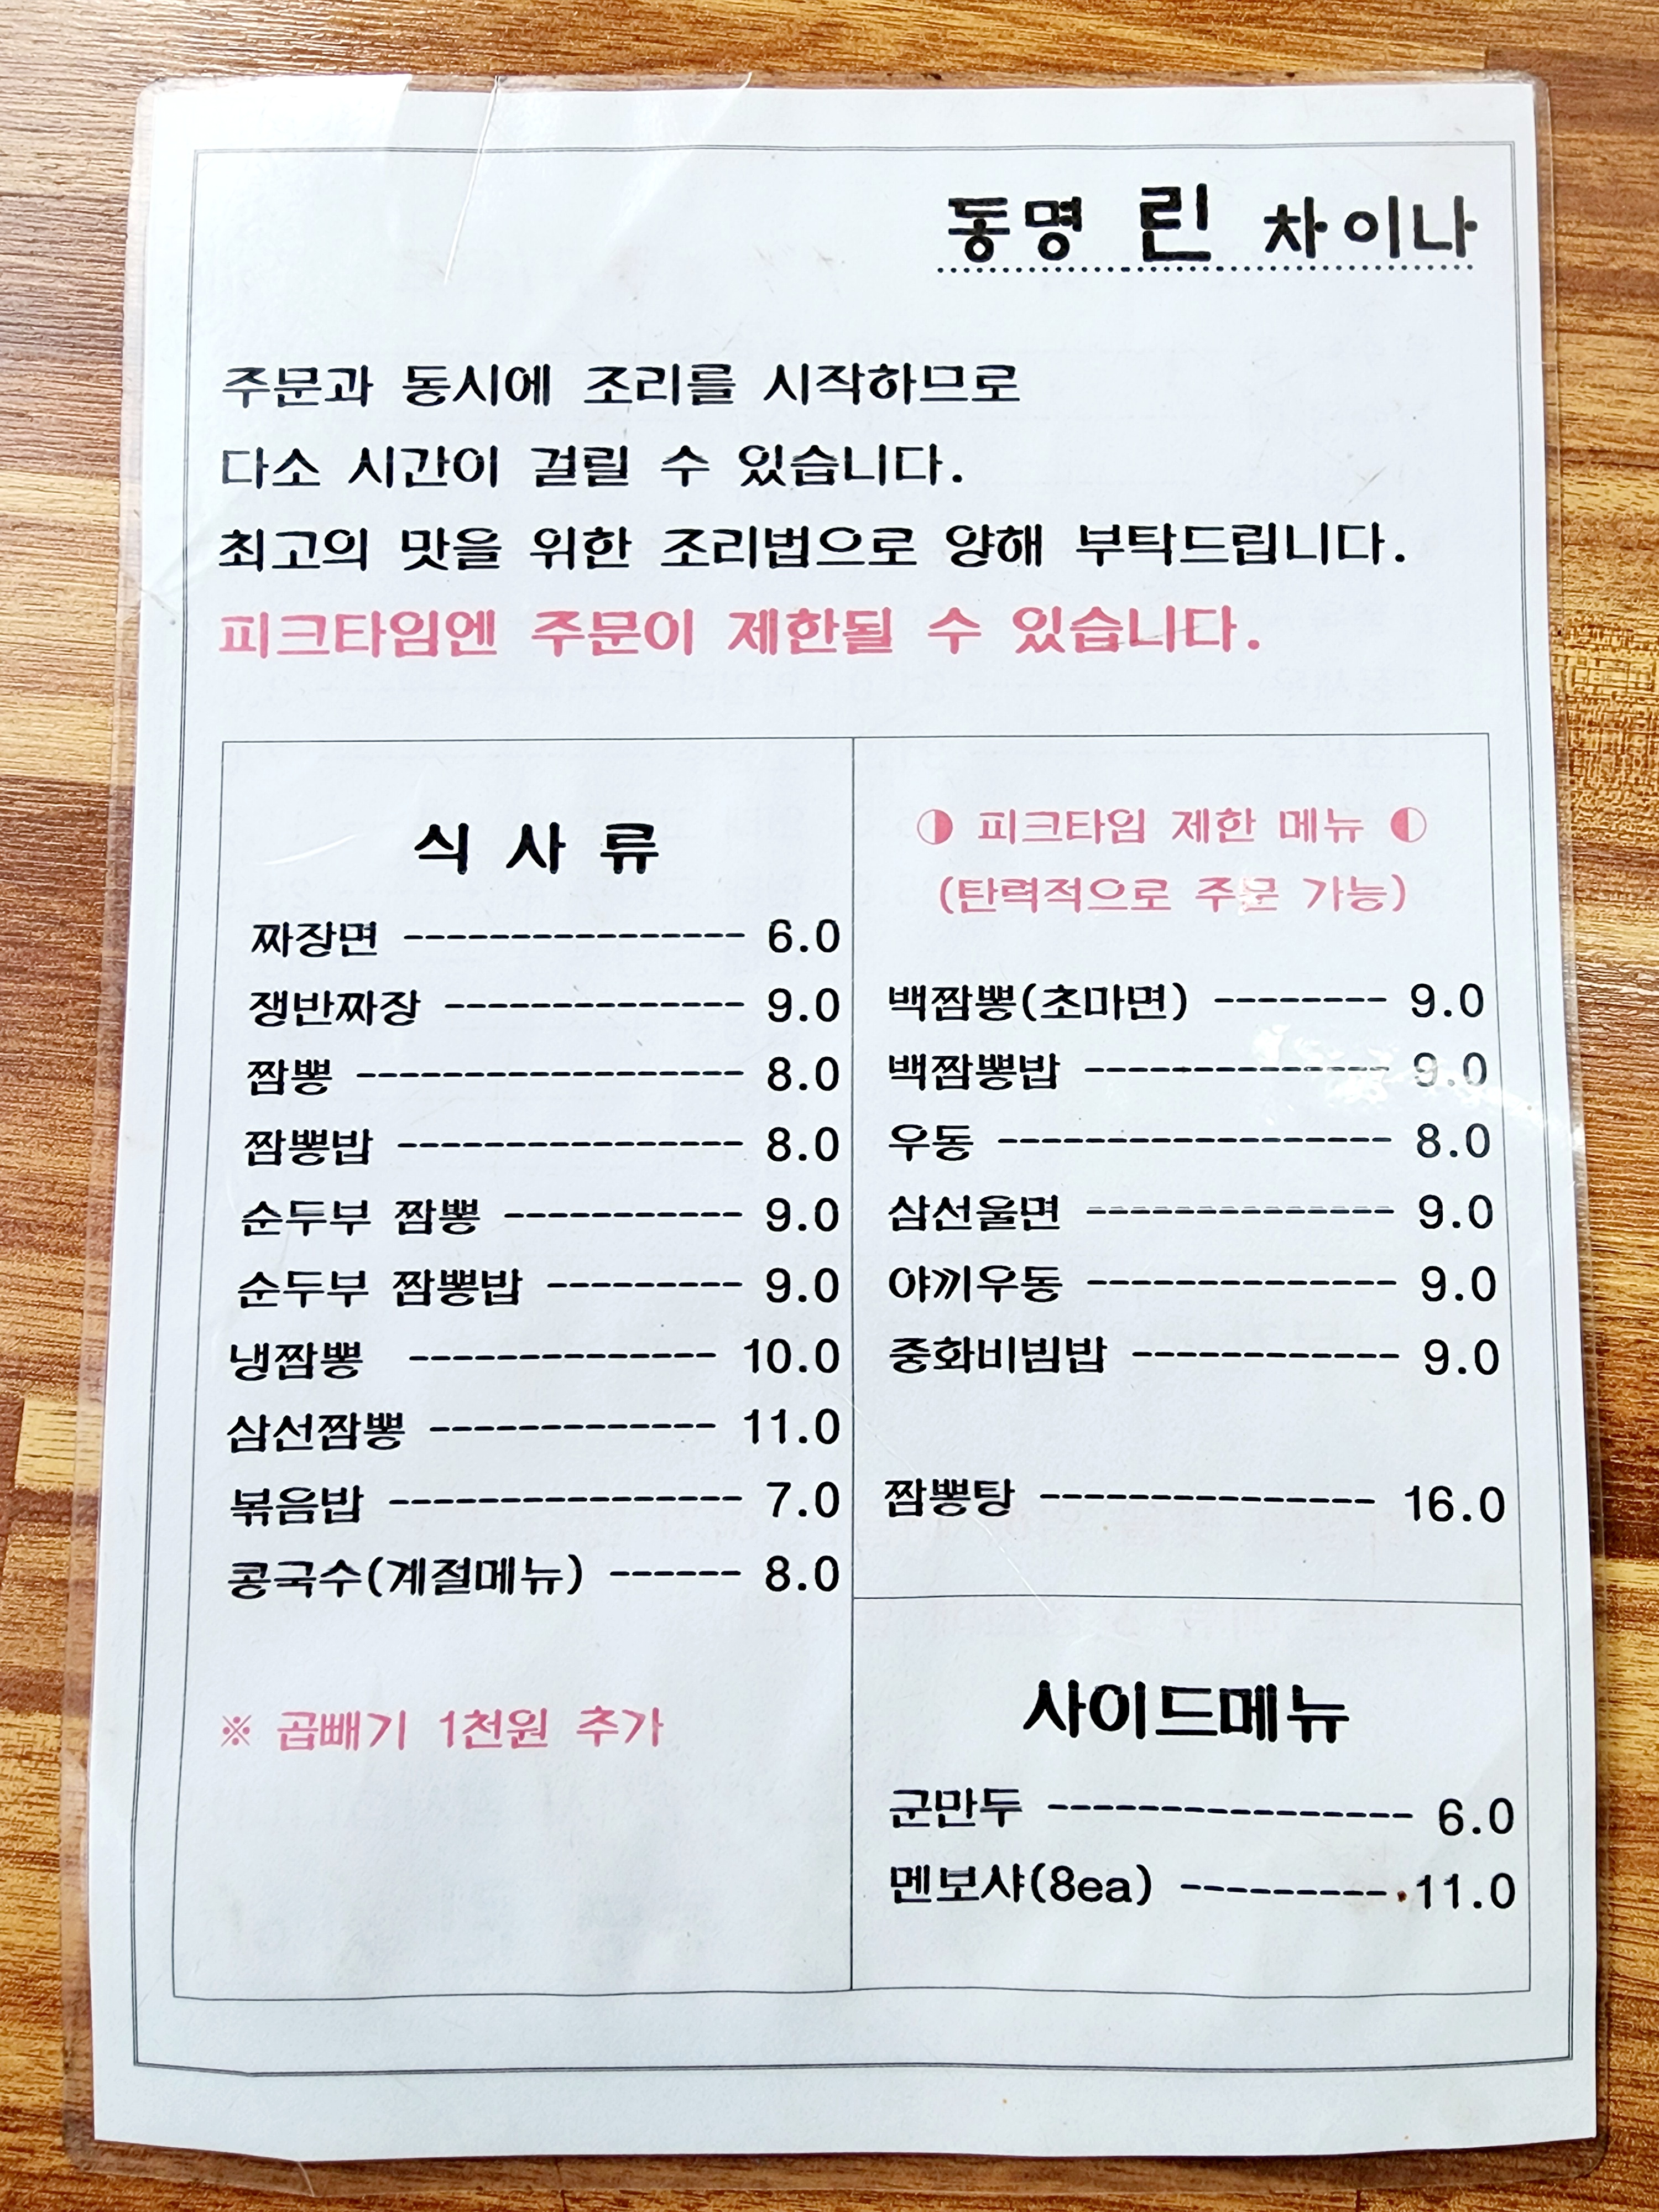 동명 린 차이나
주문과 동시에 조리를 시작하므로
다소 시간이 걸릴 수 있습니다.
최고의 맛을 위한 조리법으로 양해 부탁드립니다.
피크타임엔 주문이 제한될 수 있습니다.
식 사 류
짜장면 ---------------- 6.0
쟁반짜장 -------------- 9.0
짬뽕 ------------------ 8.0
짬뽕밥 ---------------- 8.0
순두부 짬뽕 ----------- 9.0
순두부 짬뽕밥 --------- 9.0
냉짬뽕 -------------- 10.0
삼선짬뽕 ------------- 11.0
볶음밥 ---------------- 7.0
콩국수(계절메뉴) ------ 8.0
※ 곱빼기 1천원 추가
◑ 피크타임 제한 메뉴 ◐
(탄력적으로 주문 가능)
백짬뽕(초마면) -------- 9.0
백짬뽕밥 -------------- 9.0
우동 ------------------ 8.0
삼선울면 -------------- 9.0
야끼우동 -------------- 9.0
중화비빔밥 ------------ 9.0
짬뽕탕 --------------- 16.0
사이드메뉴
군만두 ---------------- 6.0
멘보샤(8ea) ---------- 11.0